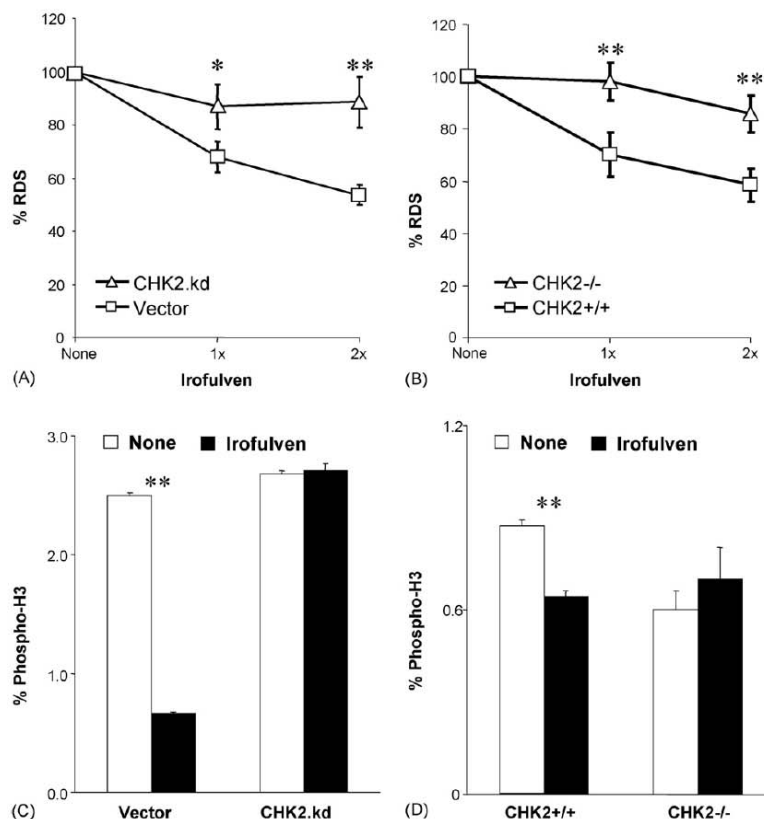 120
100
80
60
40
20
0
% RDS
* **
CHK2.kd
Vector
None 1x 2x
(A) Irofulven
120
100
80
60
40
20
0
% RDS
** **
CHK2-/-
CHK2+/+
None 1x 2x
(B) Irofulven
3.0
2.0
1.0
0
% Phospho-H3
None Irofulven
**
(C) Vector CHK2.kd
1.2
0.6
0
% Phospho-H3
None Irofulven
**
(D) CHK2+/+ CHK2-/-